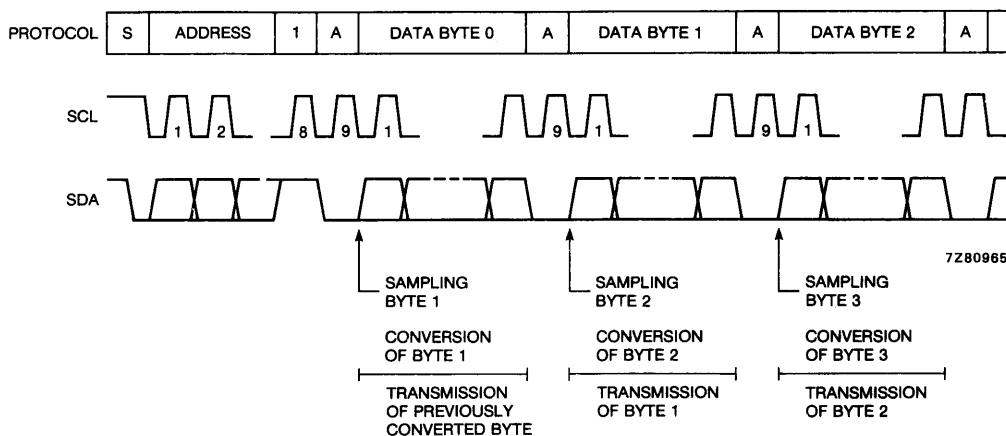 PROTOCOL S ADDRESS 1 A DATA BYTE 0 A DATA BYTE 1 A DATA BYTE 2 A
SCL 1 2 8 9 1 9 1 9 1
SDA
7Z80965
SAMPLING
BYTE 1
SAMPLING
BYTE 2
SAMPLING
BYTE 3
CONVERSION
OF BYTE 1
CONVERSION
OF BYTE 2
CONVERSION
OF BYTE 3
TRANSMISSION
OF PREVIOUSLY
CONVERTED BYTE
TRANSMISSION
OF BYTE 1
TRANSMISSION
OF BYTE 2